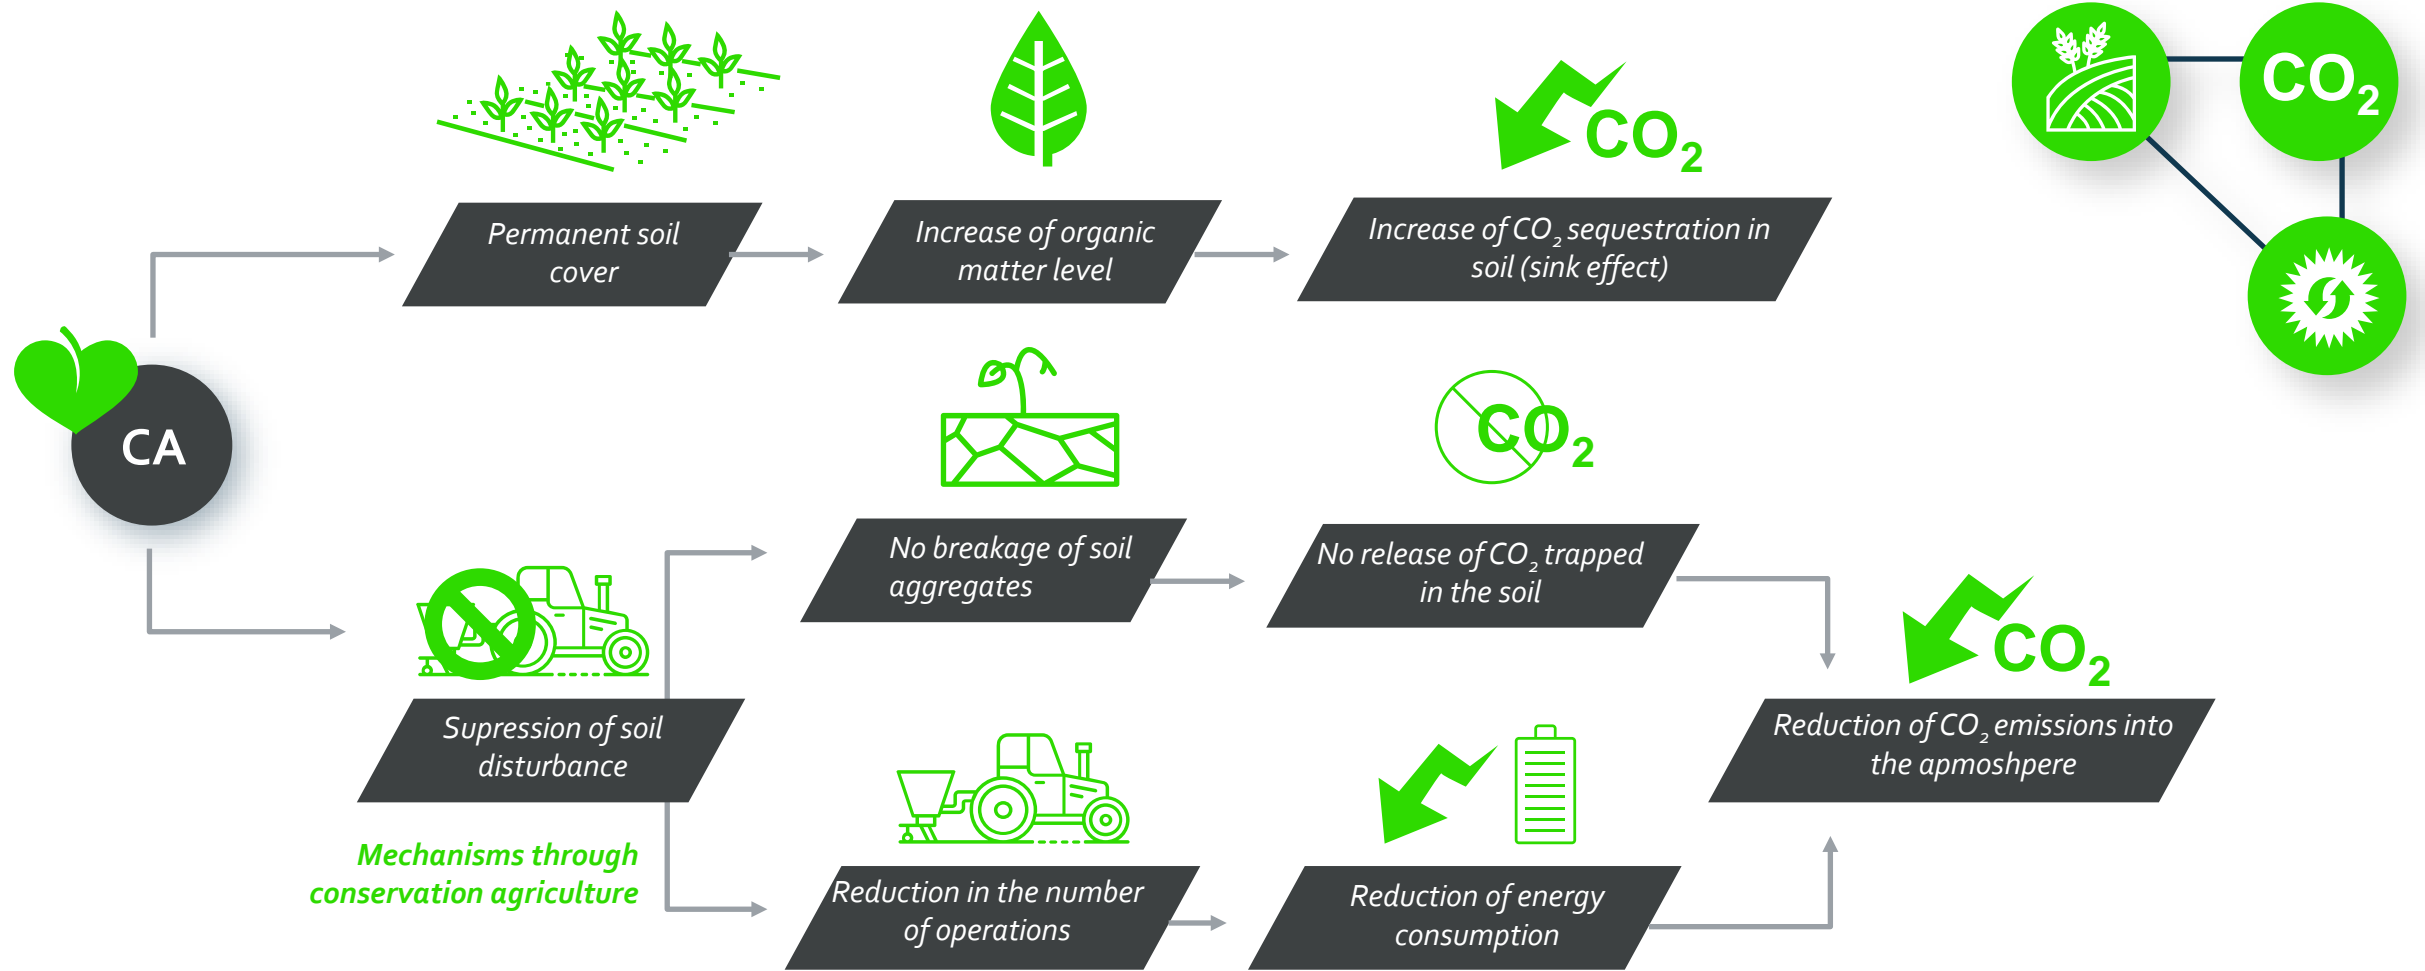 CO₂
CO₂
Permanent soil
cover
Increase of organic
matter level
Increase of CO₂ sequestration in
soil (sink effect)
CA
CO₂
No breakage of soil
aggregates
No release of CO₂ trapped
in the soil
CO₂
Supression of soil
disturbance
Reduction of CO₂ emissions into
the apmoshpere
Mechanisms through
conservation agriculture
Reduction in the number
of operations
Reduction of energy
consumption